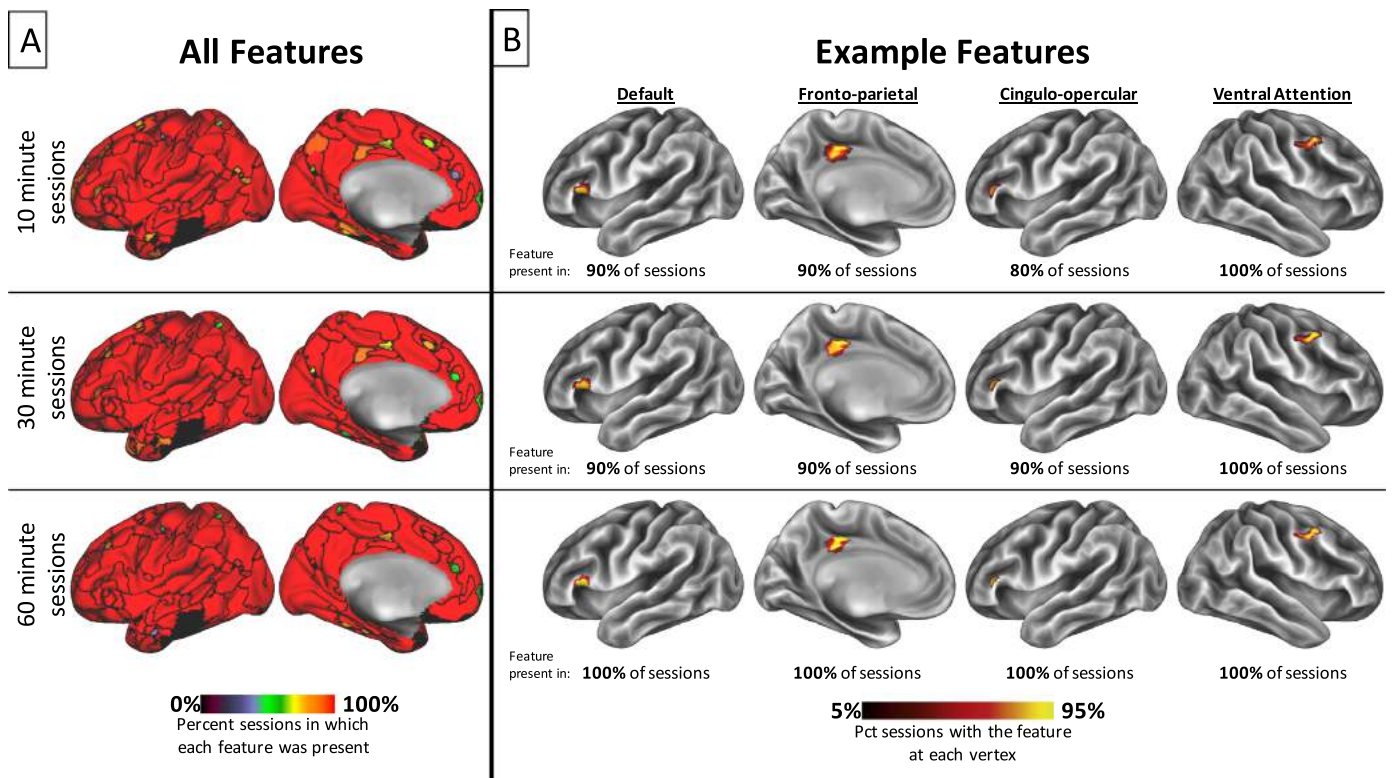 A
All Features
10 minute
sessions
30 minute
sessions
60 minute
sessions
0% 100%
Percent sessions in which
each feature was present
B
Example Features
Default Fronto-parietal Cingulo-opercular Ventral Attention
Feature
present in: 90% of sessions 90% of sessions 80% of sessions 100% of sessions
Feature
present in: 90% of sessions 90% of sessions 90% of sessions 100% of sessions
Feature
present in: 100% of sessions 100% of sessions 100% of sessions 100% of sessions
5% 95%
Pct sessions with the feature
at each vertex